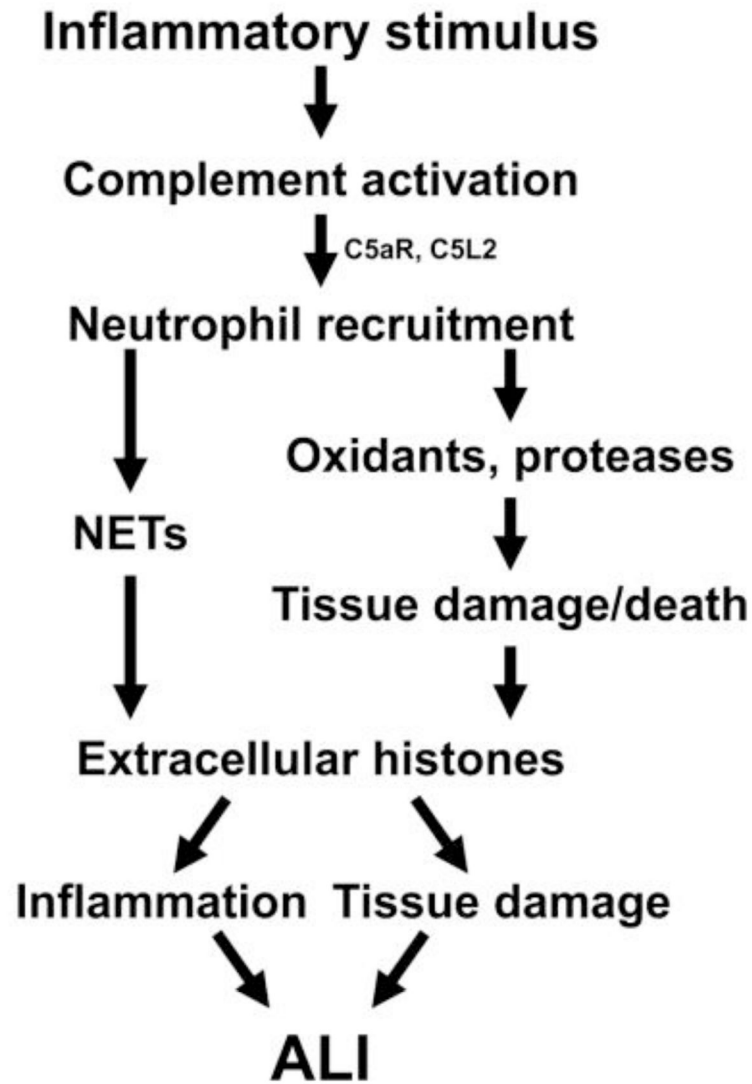 Inflammatory stimulus
Complement activation
C5aR, C5L2
Neutrophil recruitment
Oxidants, proteases
NETs
Tissue damage/death
Extracellular histones
Inflammation Tissue damage
ALI